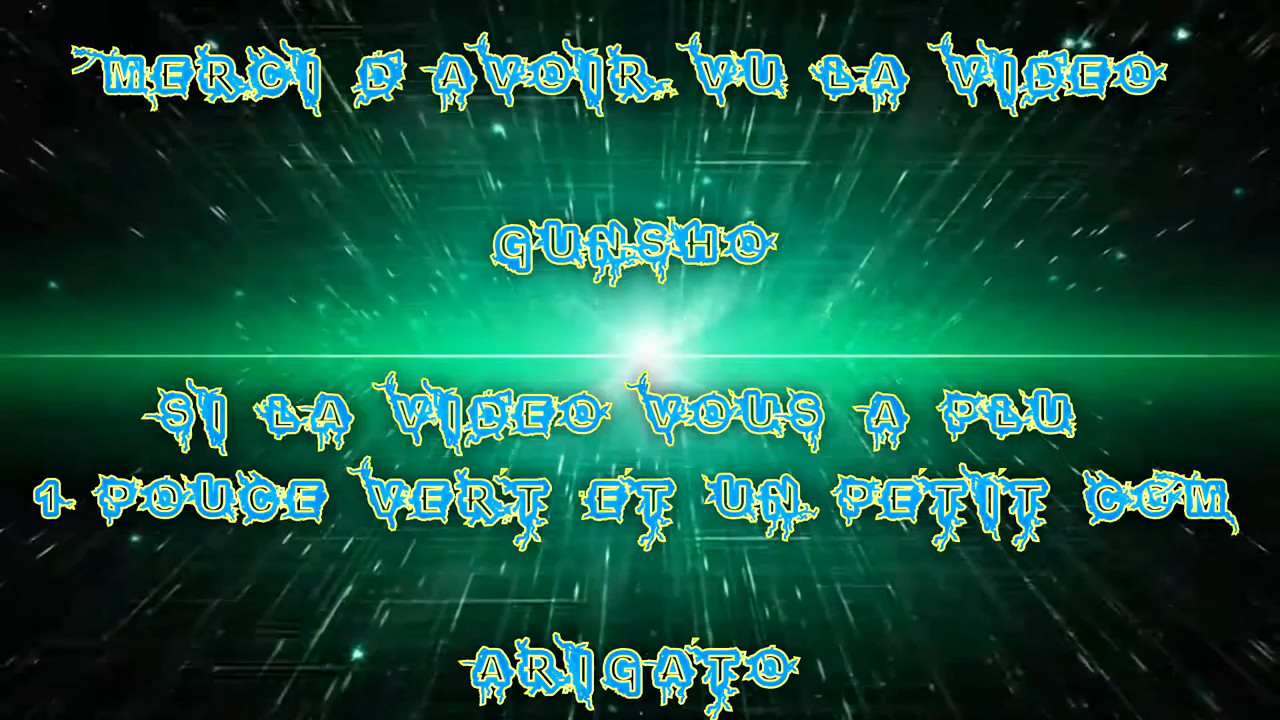 MERCI D AVOIR VU LA VIDEO
GUNSHO
SI LA VIDEO VOUS A PLU
1 POUCE VERT ET UN PETIT COM
ARIGATO